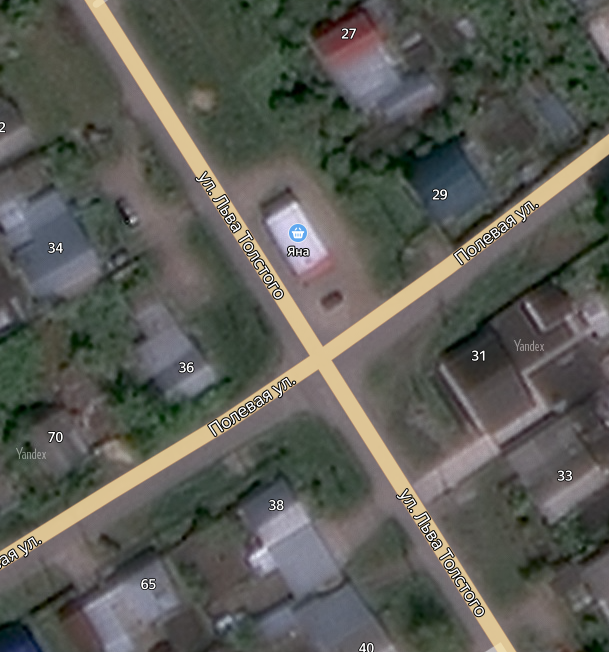 27
2
ул. Льва Толстого
29
Полевая ул.
Яна
34
31
Yandex
36
Полевая ул.
70
Yandex
33
ул. Льва Толстого
38
ая ул.
65
40